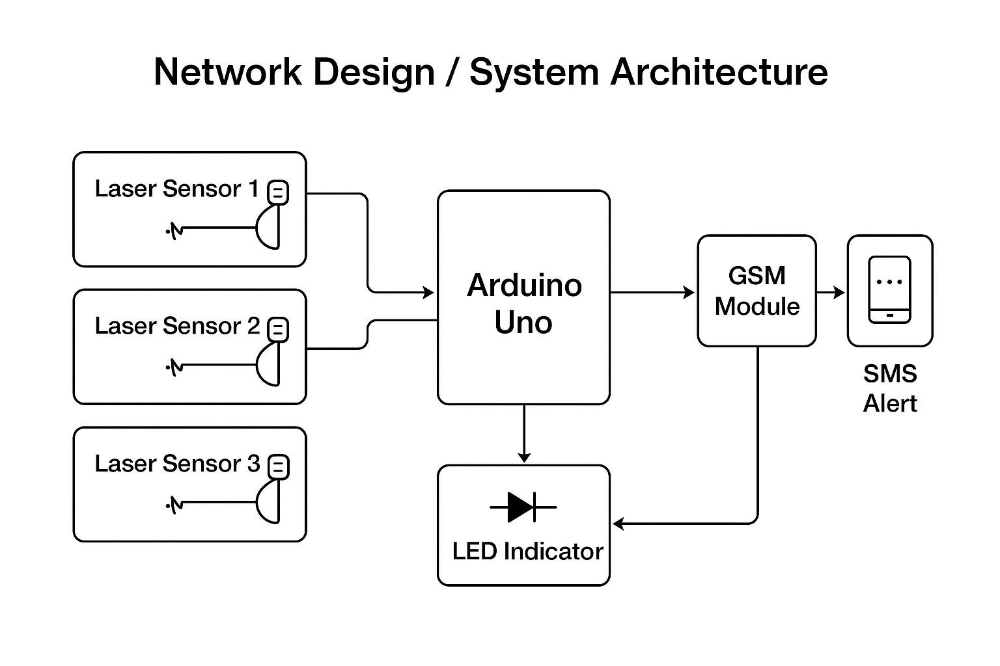 Network Design / System Architecture
Laser Sensor 1
Laser Sensor 2
Laser Sensor 3
Arduino
Uno
GSM
Module
SMS
Alert
LED Indicator